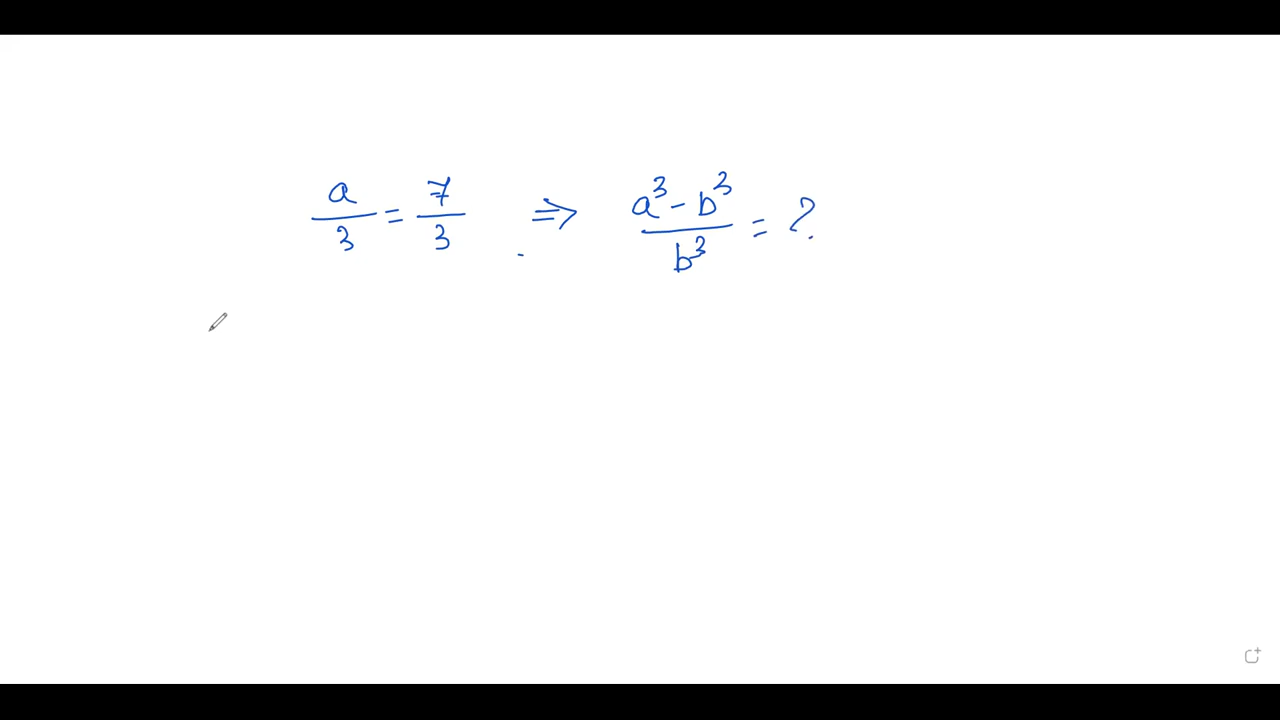 a/3 = 7/3 ⇒ (a³ - b³)/b³ = ?